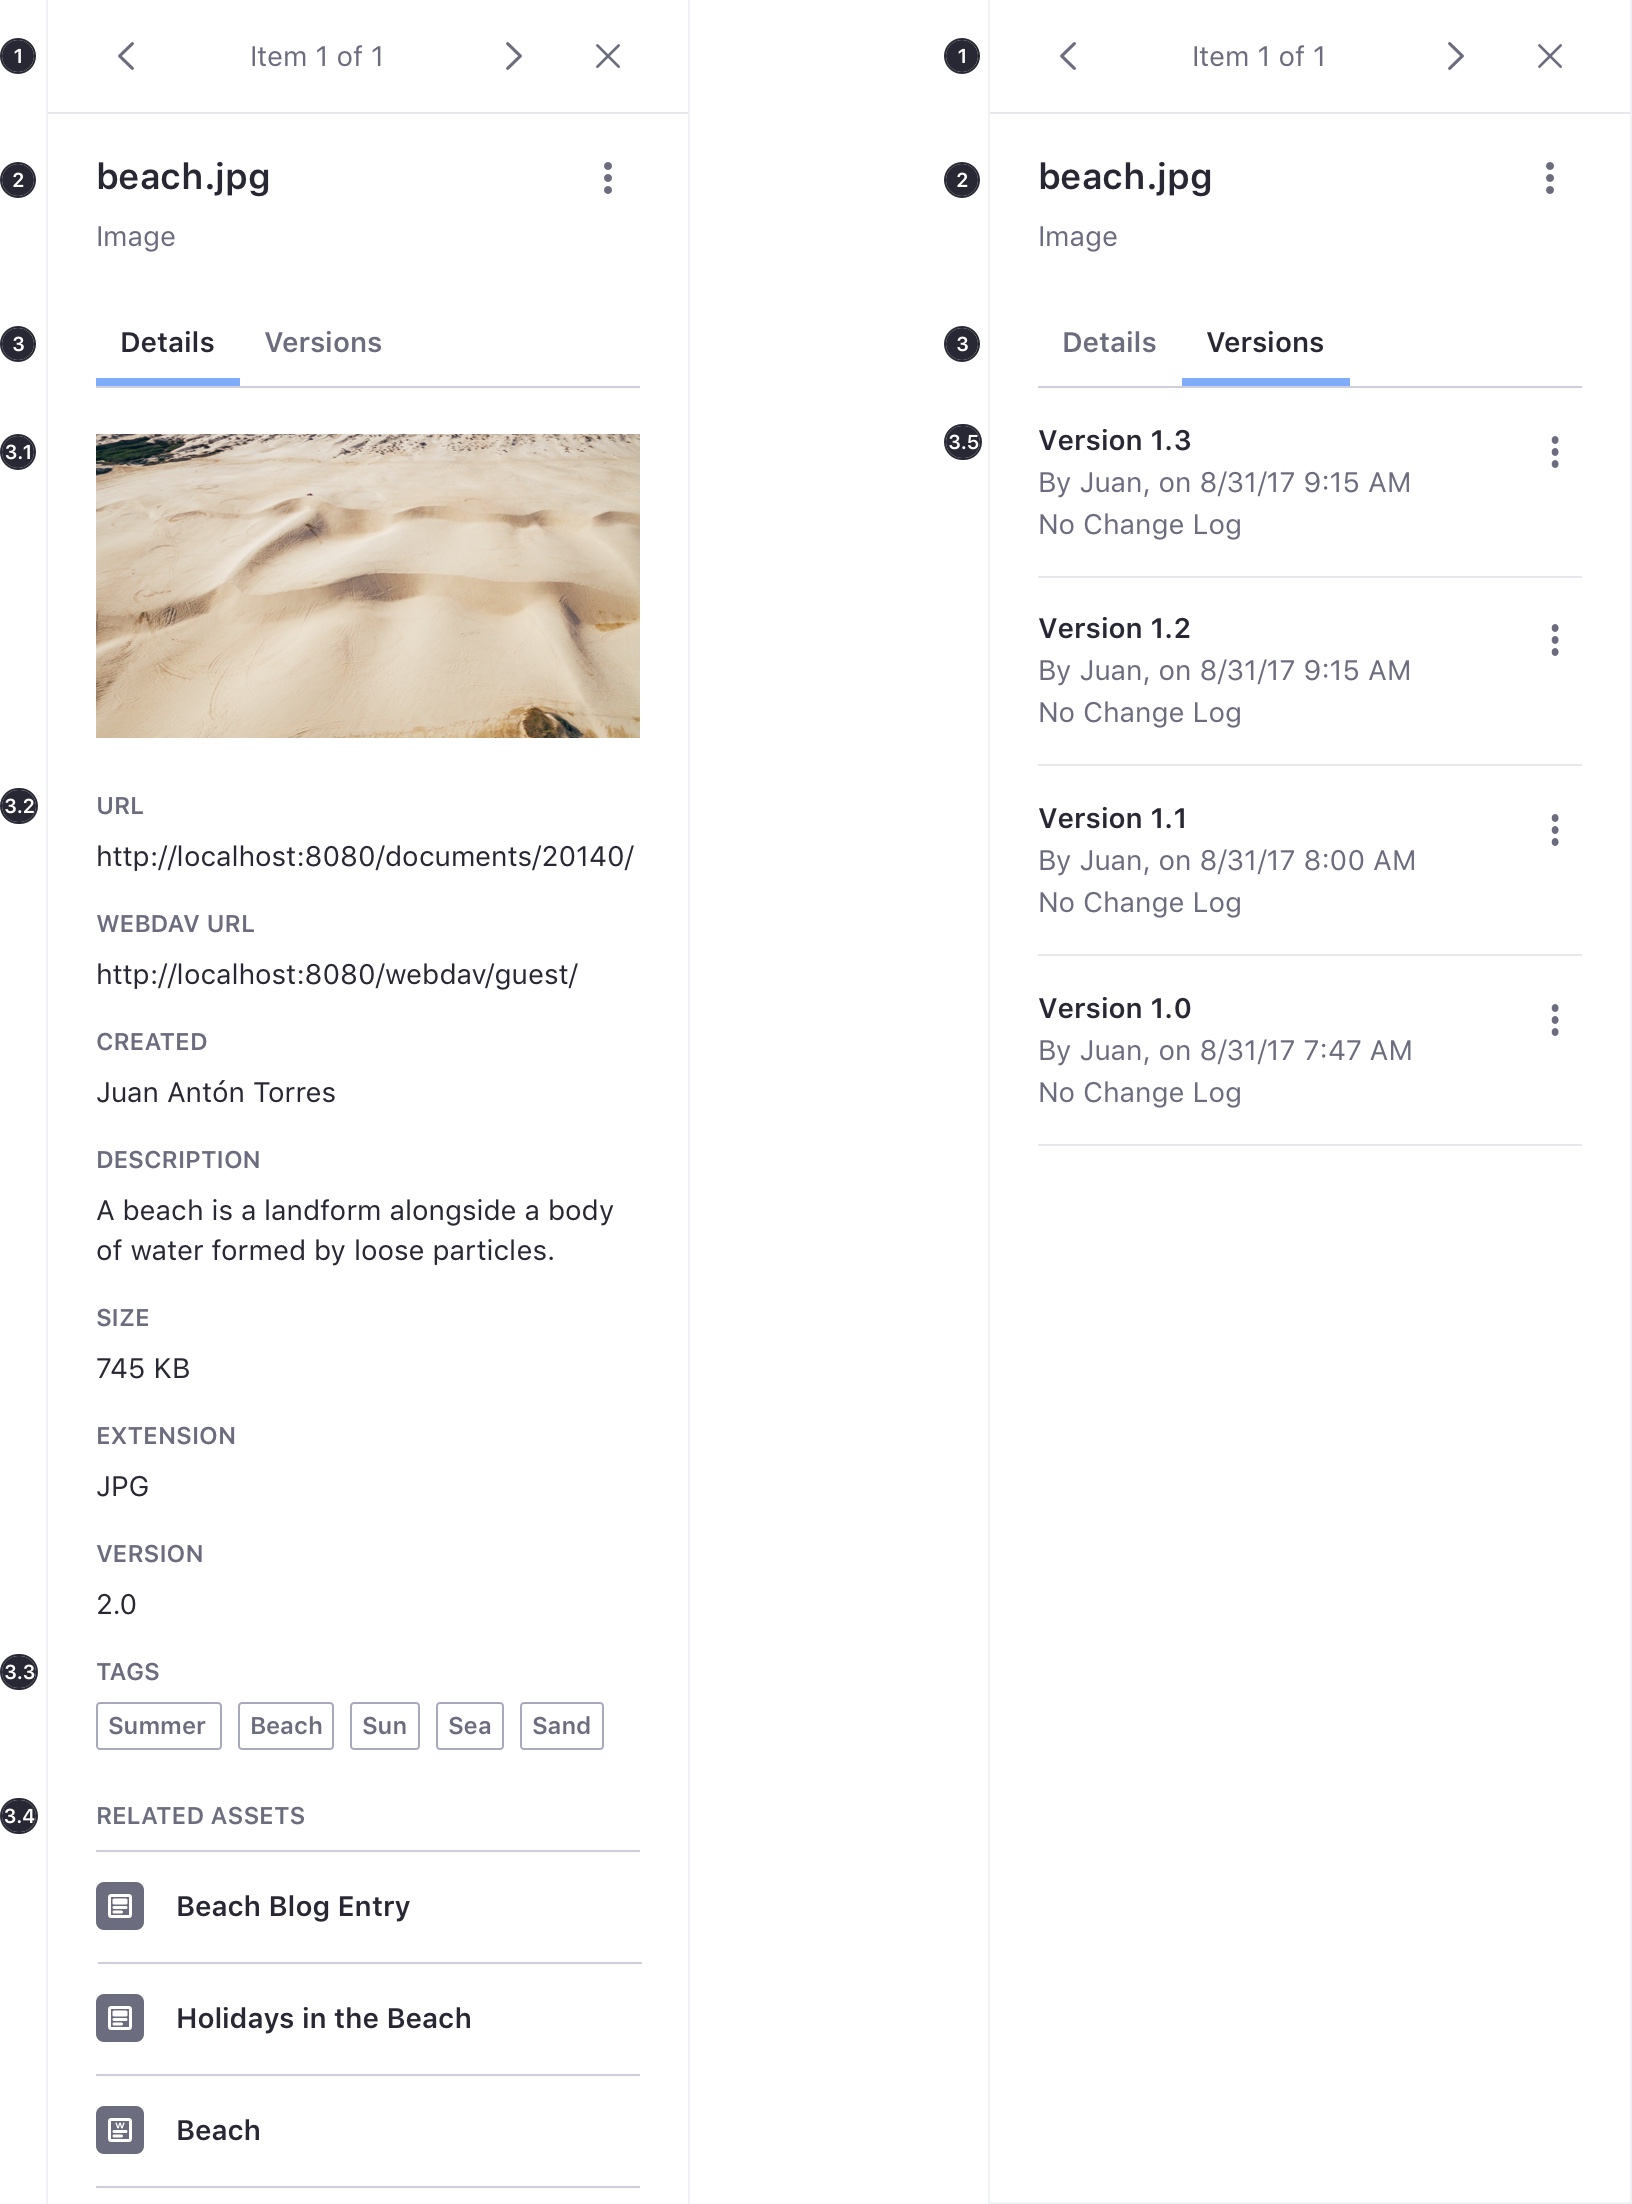 1
Item 1 of 1
2
beach.jpg
Image
3
Details Versions
3.1
3.2
URL
http://localhost:8080/documents/20140/
WEBDAV URL
http://localhost:8080/webdav/guest/
CREATED
Juan Antón Torres
DESCRIPTION
A beach is a landform alongside a body
of water formed by loose particles.
SIZE
745 KB
EXTENSION
JPG
VERSION
2.0
3.3
TAGS
Summer Beach Sun Sea Sand
3.4
RELATED ASSETS
Beach Blog Entry
Holidays in the Beach
W
Beach
1
Item 1 of 1
2
beach.jpg
Image
3
Details Versions
3.5
Version 1.3
By Juan, on 8/31/17 9:15 AM
No Change Log
Version 1.2
By Juan, on 8/31/17 9:15 AM
No Change Log
Version 1.1
By Juan, on 8/31/17 8:00 AM
No Change Log
Version 1.0
By Juan, on 8/31/17 7:47 AM
No Change Log